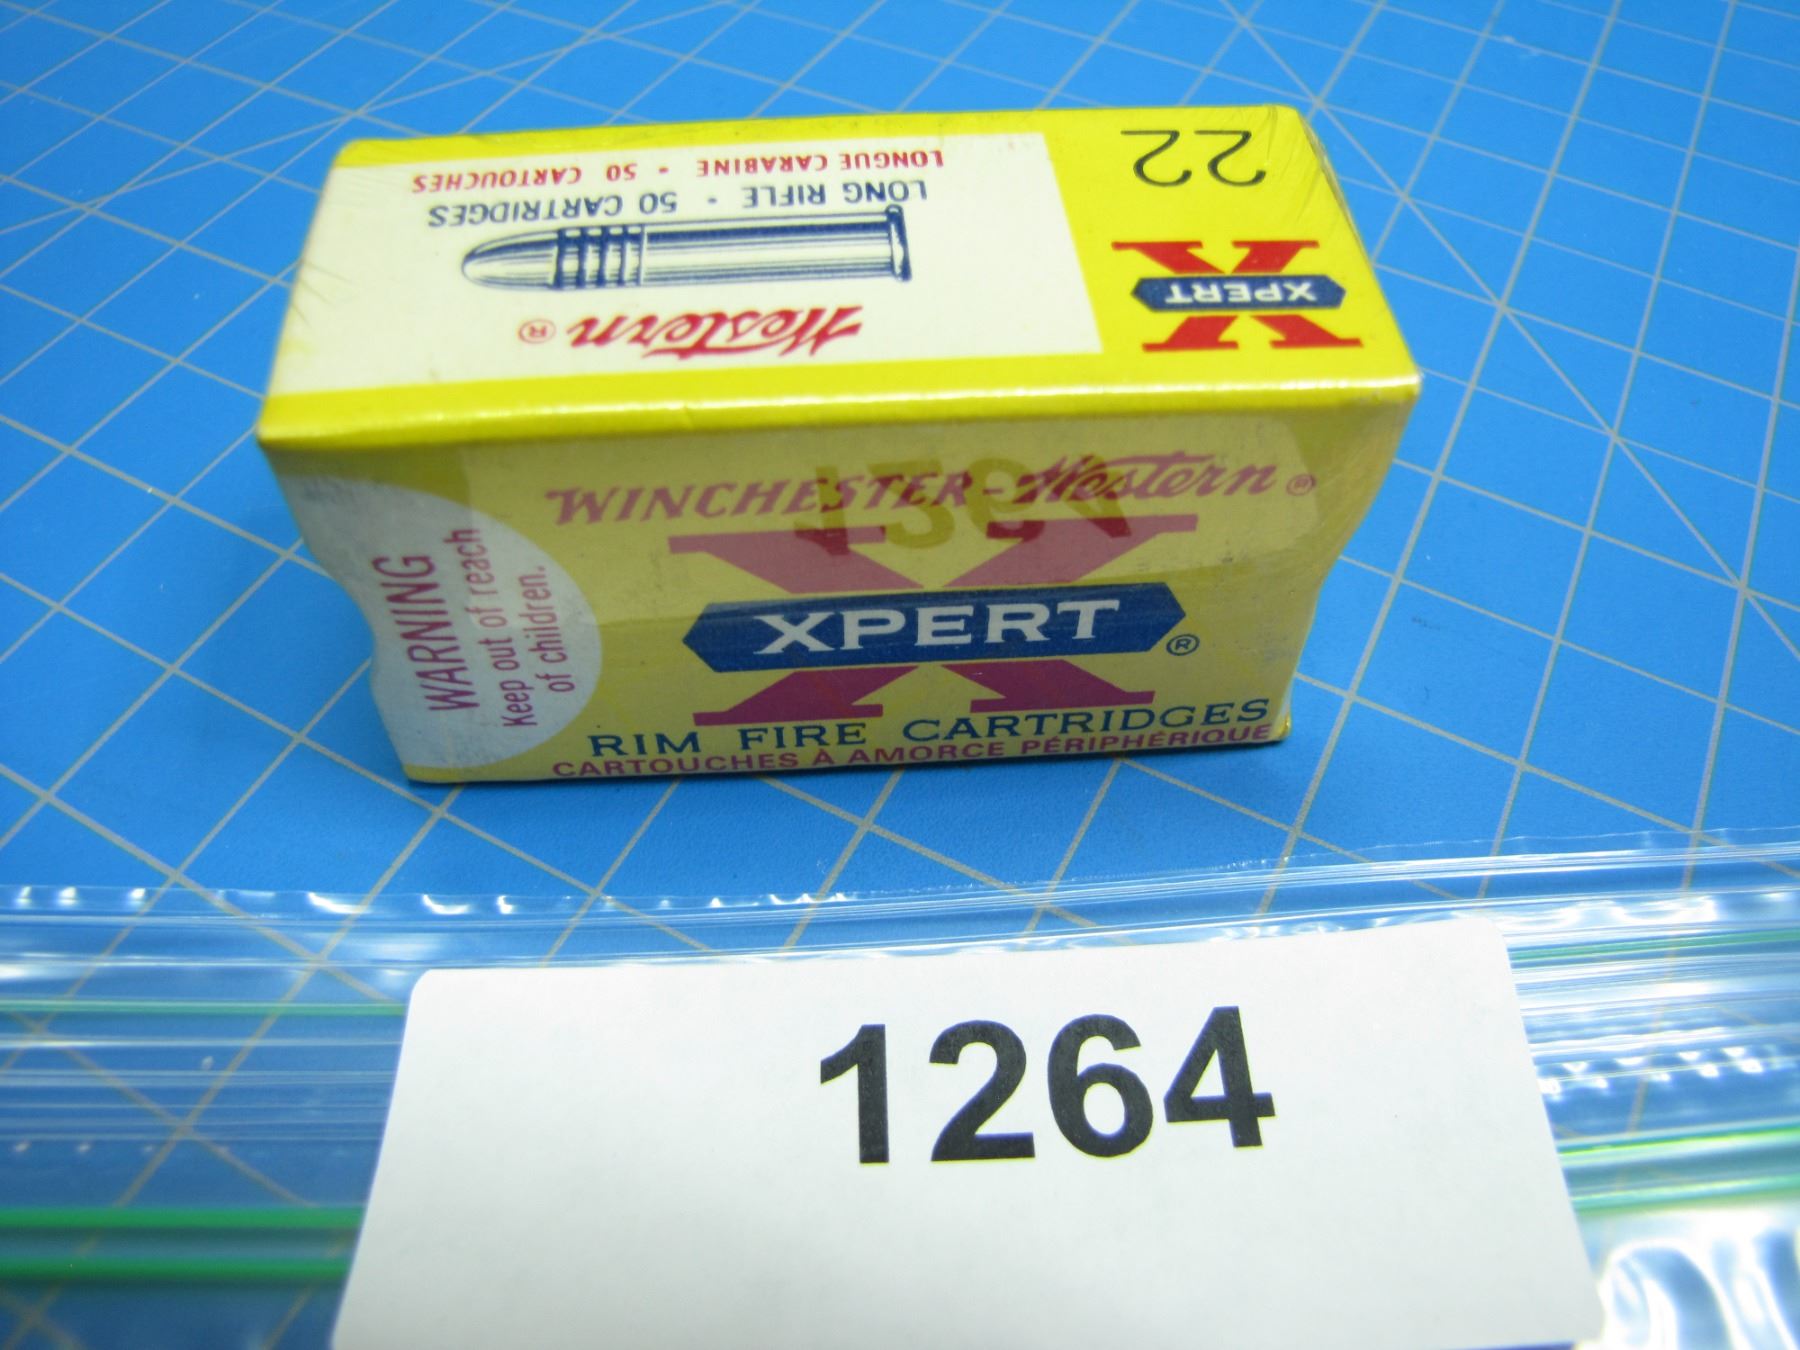 LONGUE CARABINE - 50 CARTOUCHES
LONG RIFLE - 50 CARTRIDGES
Western ®
22
X
XPERT
WINCHESTER-Western ®
X
XPERT ®
RIM FIRE CARTRIDGES
CARTOUCHES À AMORCE PÉRIPHÉRIQUE
WARNING
Keep out of reach
of children.
1264